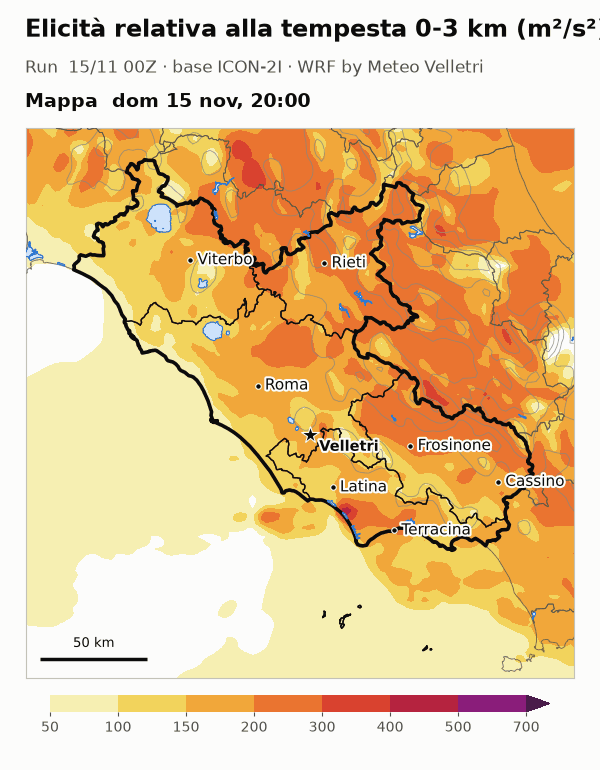 Elicità relativa alla tempesta 0-3 km (m²/s²)
Run  15/11 00Z · base ICON-2I · WRF by Meteo Velletri
Mappa  dom 15 nov, 20:00
Viterbo
Rieti
Roma
Velletri
Frosinone
Latina
Cassino
Terracina
50 km
50 100 150 200 300 400 500 700